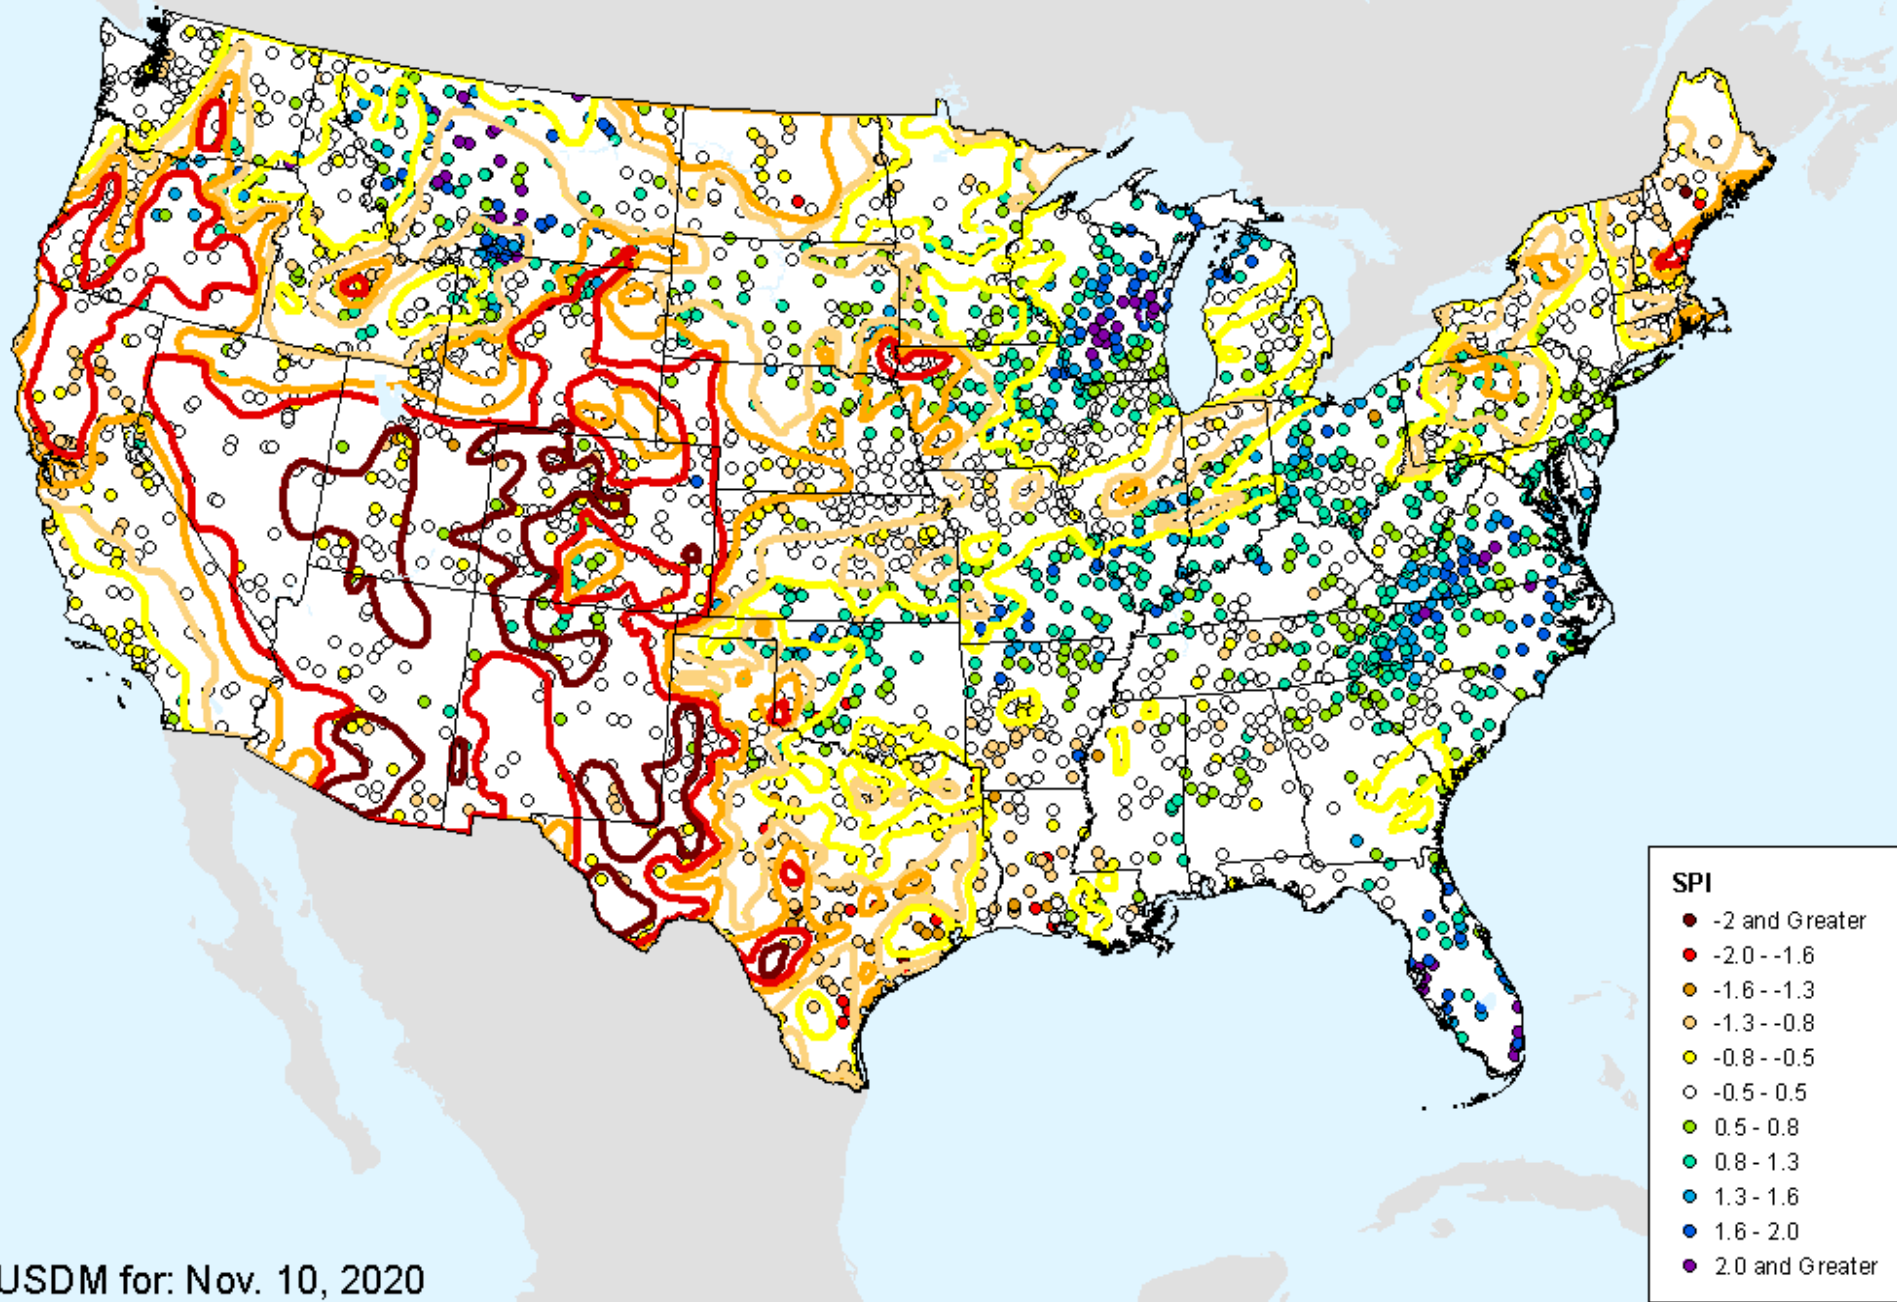 SPI
-2 and Greater
-2.0 - -1.6
-1.6 - -1.3
-1.3 - -0.8
-0.8 - -0.5
-0.5 - 0.5
0.5 - 0.8
0.8 - 1.3
1.3 - 1.6
1.6 - 2.0
2.0 and Greater
USDM for: Nov. 10, 2020